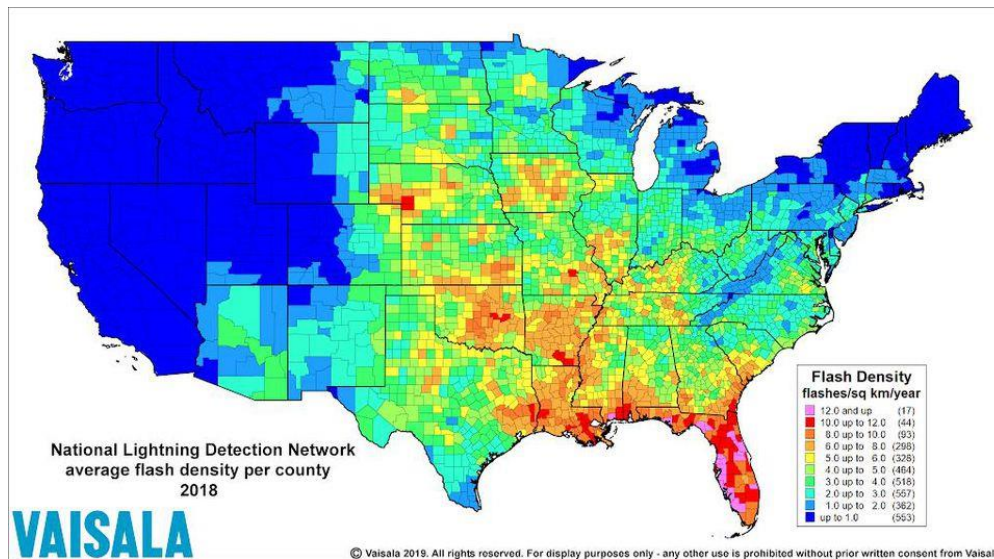 National Lightning Detection Network
average flash density per county
2018
VAISALA
Flash Density
flashes/sq km/year
12.0 and up (17)
10.0 up to 12.0 (44)
8.0 up to 10.0 (93)
6.0 up to 8.0 (298)
5.0 up to 6.0 (328)
4.0 up to 5.0 (464)
3.0 up to 4.0 (518)
2.0 up to 3.0 (557)
1.0 up to 2.0 (362)
up to 1.0 (553)
© Vaisala 2019. All rights reserved. For display purposes only - any other use is prohibited without prior written consent from Vaisal